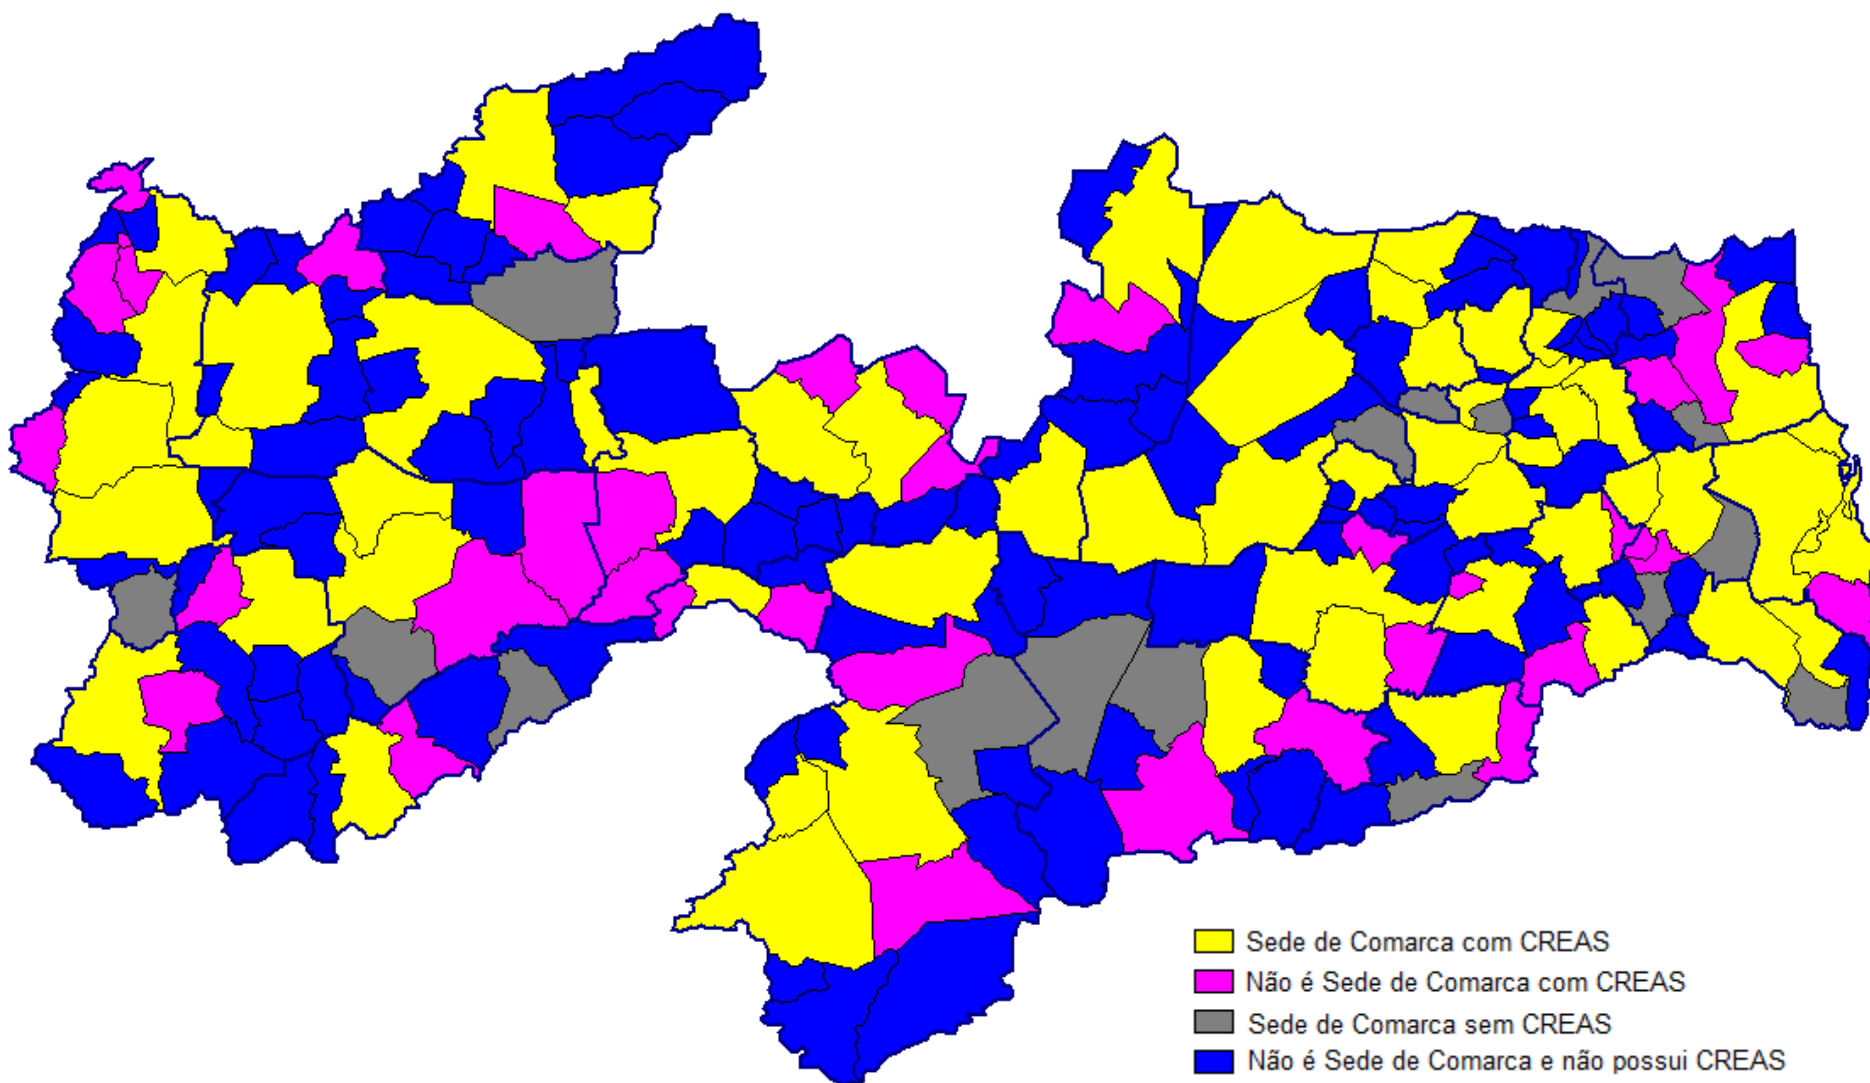 Sede de Comarca com CREAS
Não é Sede de Comarca com CREAS
Sede de Comarca sem CREAS
Não é Sede de Comarca e não possui CREAS